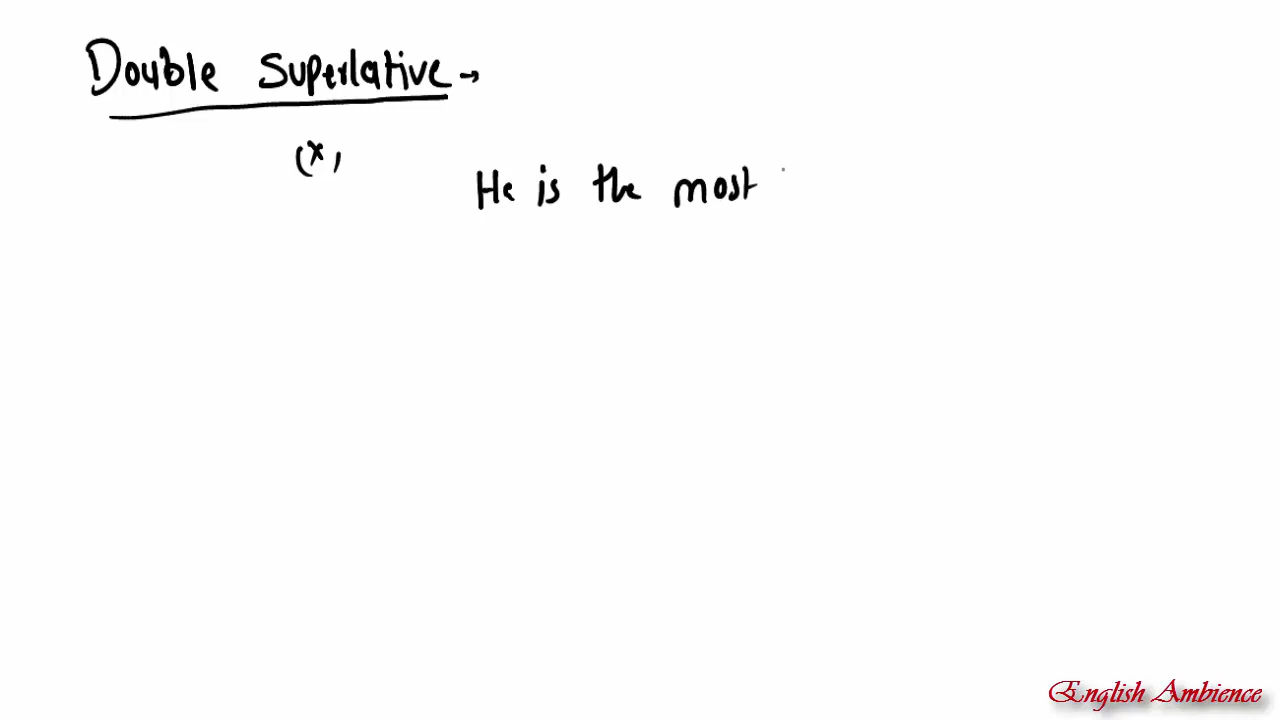 Double Superlative →
(x)
He is the most
English Ambience